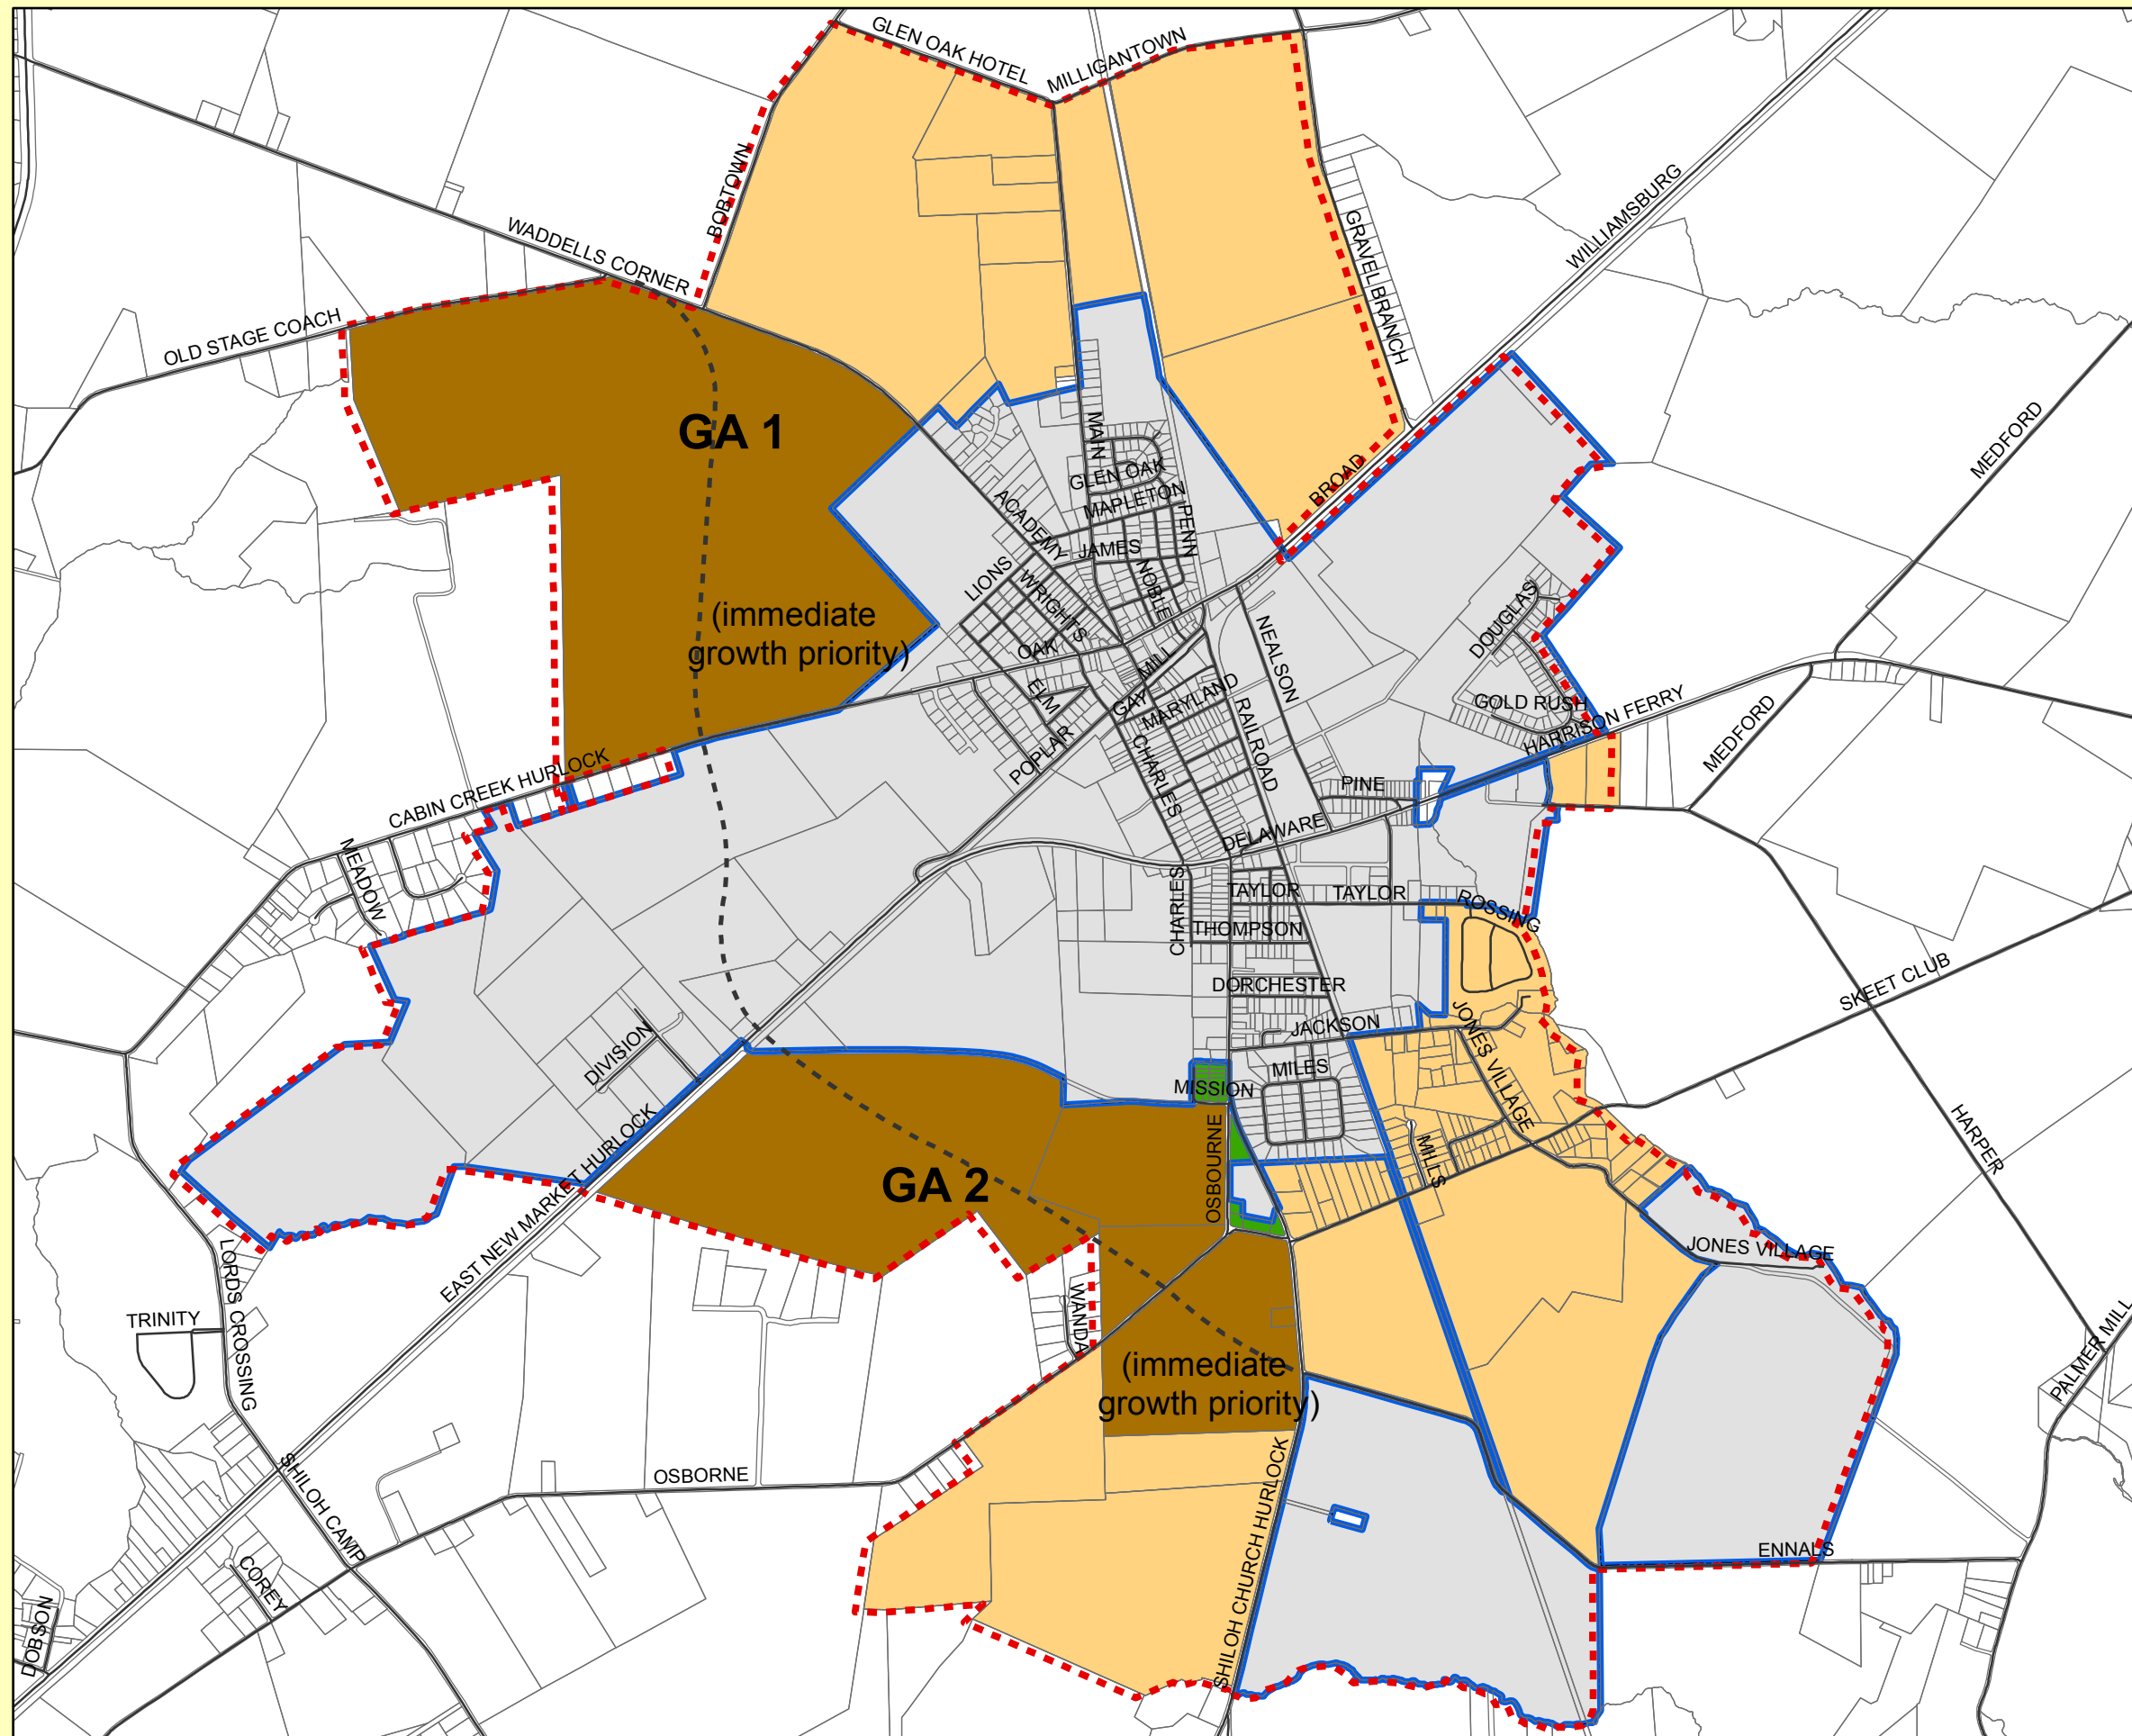 GLEN OAK HOTEL
MILLIGANTOWN
BOBTOWN
WADDELLS CORNER
OLD STAGE COACH
GRAVEL BRANCH
WILLIAMSBURG
MEDFORD
GA 1
(immediate
growth priority)
BROAD
MAIN
GLEN OAK
MAPLETON
PENN
ACADEMY
JAMES
NOBLE
LIONS
WRIGHTS
OAK
ELM
MILL
GAY
MARYLAND
POPLAR
CHARLES
RAILROAD
NEALSON
DOUGLAS
GOLD RUSH
HARRISON FERRY
MEDFORD
PINE
DELAWARE
CABIN CREEK HURLOCK
MEADOW
CHARLES
TAYLOR
TAYLOR
ROSSING
THOMPSON
DORCHESTER
JACKSON
JONES VILLAGE
SKEET CLUB
DIVISION
MILES
MISSION
OSBOURNE
MILLS
HARPER
EAST NEW MARKET HURLOCK
GA 2
JONES VILLAGE
LORDS CROSSING
TRINITY
WANDA
(immediate
growth priority)
PALMER MILL
SHILOH CAMP
OSBORNE
SHILOH CHURCH HURLOCK
ENNALS
COREY
DOBSON